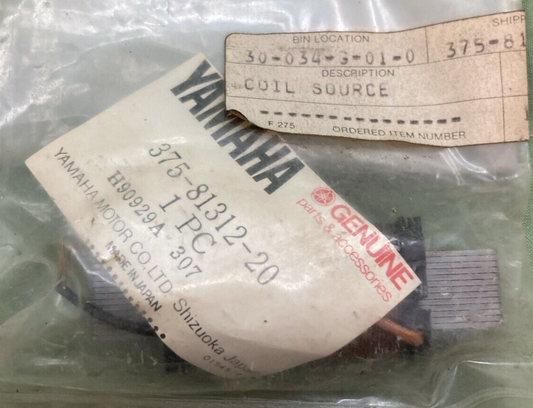 SHIPP
BIN LOCATION
30-034-G-01-0
375-81
DESCRIPTION
COIL SOURCE
F 275
ORDERED ITEM NUMBER
YAMAHA
GENUINE
parts & accessories
375-81312-20
1 PC
H90929A 307
YAMAHA MOTOR CO., LTD. Shizuoka Japan
MADE IN JAPAN